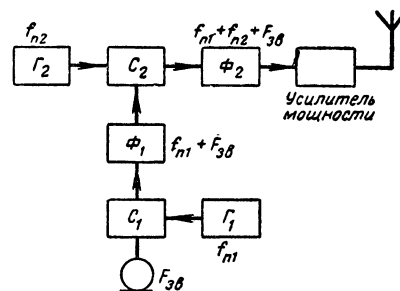 f_п2
Г_2
С_2
f_п1 + f_п2 + F_зв
Ф_2
Усилитель
мощности
Ф_1
f_п1 + F_зв
С_1
Г_1
f_п1
F_зв